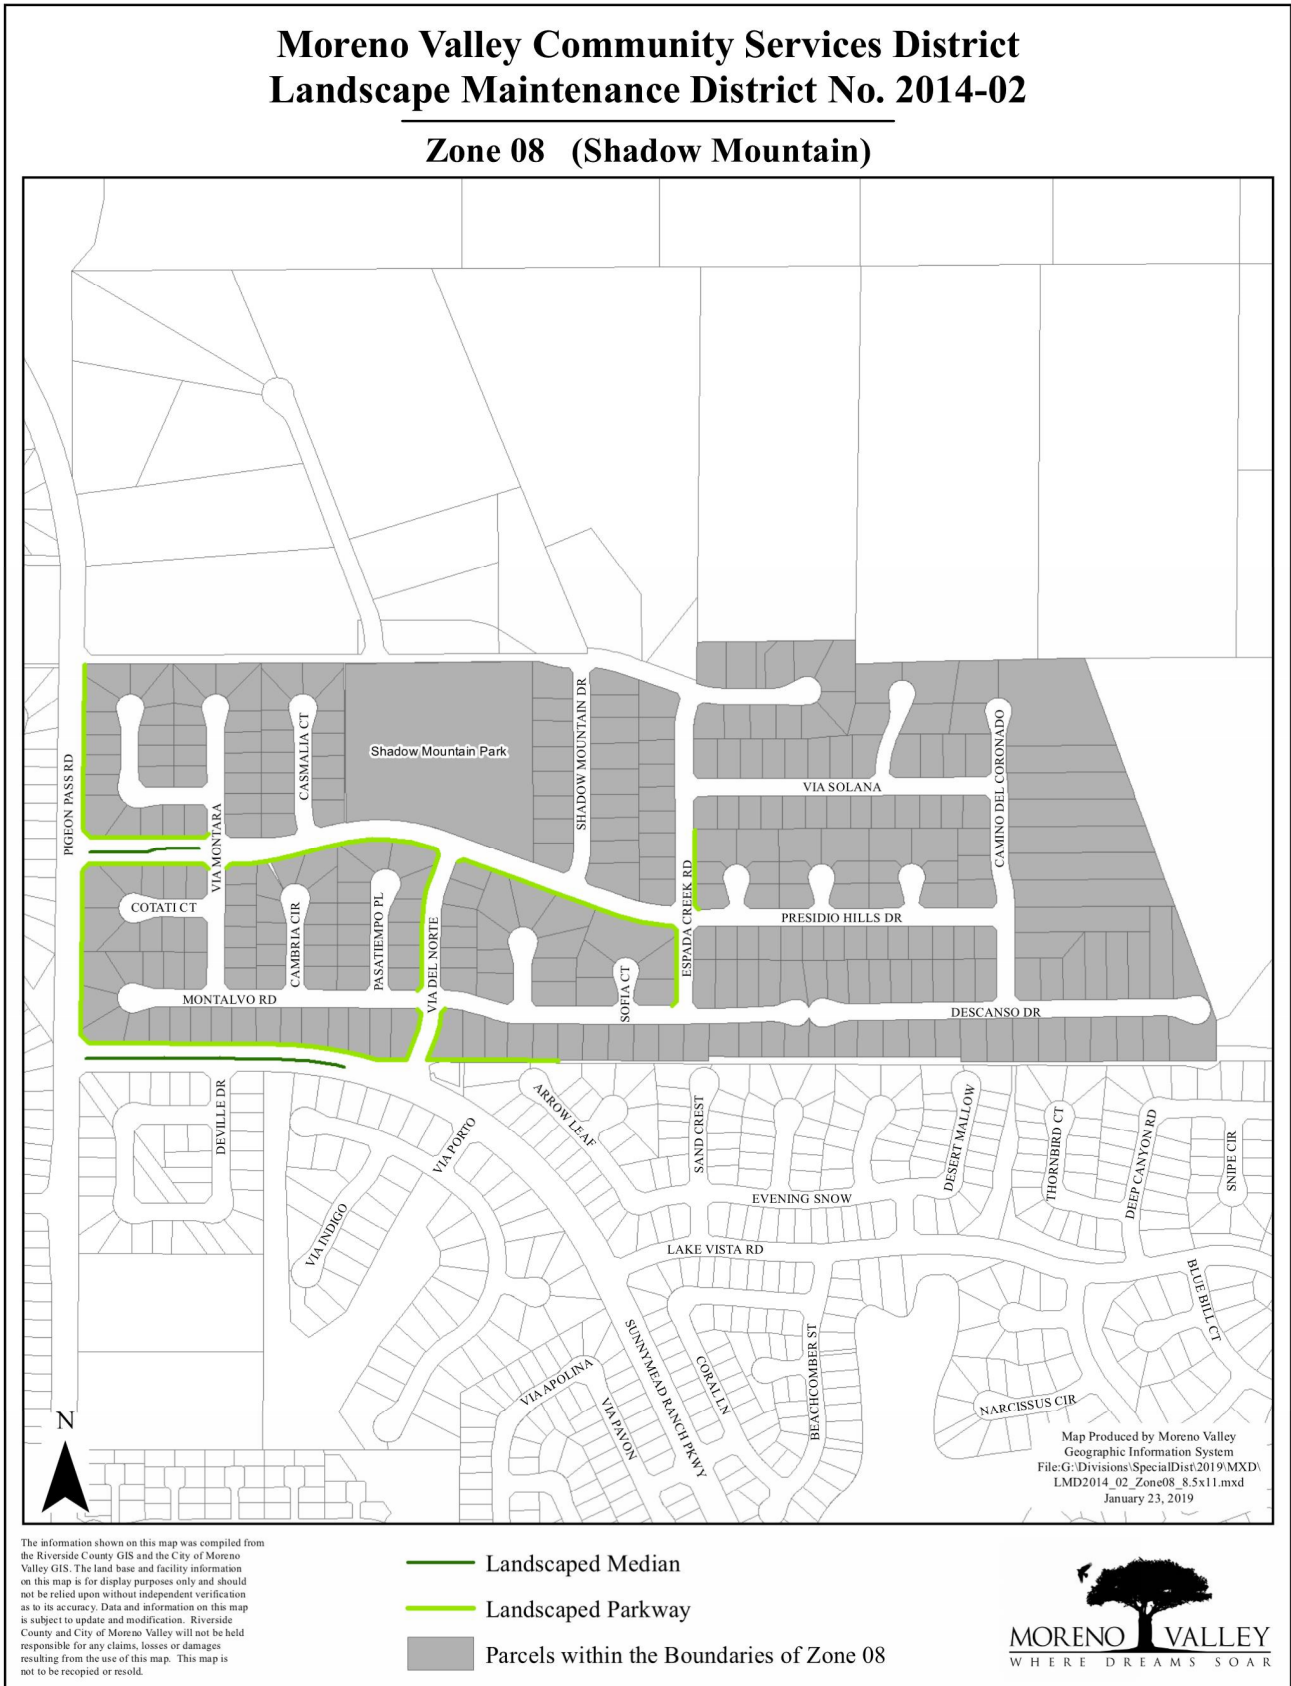 Moreno Valley Community Services District
Landscape Maintenance District No. 2014-02
Zone 08 (Shadow Mountain)
PIGEON PASS RD
VIA MONTARA
CASMALIA CT
Shadow Mountain Park
SHADOW MOUNTAIN DR
VIA SOLANA
CAMINO DEL CORONADO
COTATI CT
CAMBRIA CIR
PASATIEMPO PL
VIA DEL NORTE
SOFIA CT
ESPADA CREEK RD
PRESIDIO HILLS DR
MONTALVO RD
DESCANSO DR
DEVILLE DR
VIA PORTO
ARROW LEAF
SAND CREST
DESERT MALLOW
THORNBIRD CT
DEEP CANYON RD
SNIPE CIR
EVENING SNOW
VIA INDIGO
LAKE VISTA RD
BLUE BILL CT
SUNNYMEAD RANCH PKWY
CORAL LN
BEACHCOMBER ST
VIA APOLINA
VIA PAVON
NARCISSUS CIR
N
Map Produced by Moreno Valley
Geographic Information System
File:G:\Divisions\SpecialDist\2019\MXD\
LMD2014_02_Zone08_8.5x11.mxd
January 23, 2019
The information shown on this map was compiled from
the Riverside County GIS and the City of Moreno
Valley GIS. The land base and facility information
on this map is for display purposes only and should
not be relied upon without independent verification
as to its accuracy. Data and information on this map
is subject to update and modification. Riverside
County and City of Moreno Valley will not be held
responsible for any claims, losses or damages
resulting from the use of this map. This map is
not to be recopied or resold.
Landscaped Median
Landscaped Parkway
Parcels within the Boundaries of Zone 08
MORENO VALLEY
WHERE DREAMS SOAR